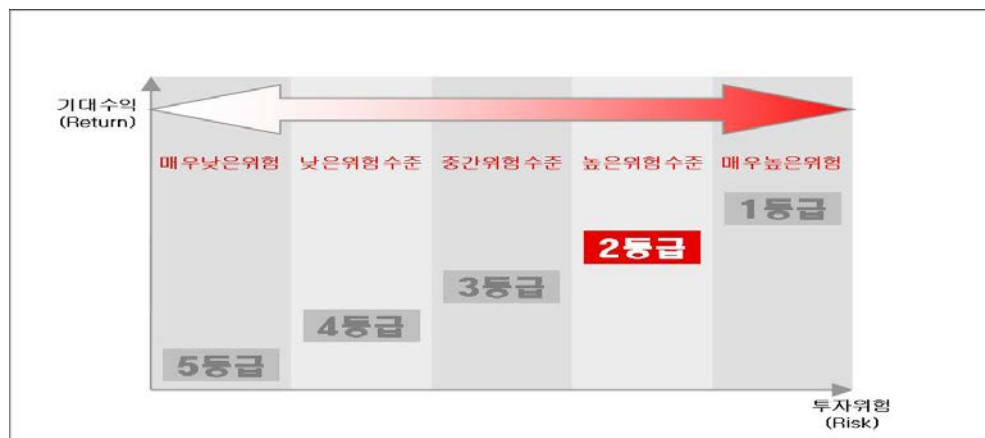 기대수익
(Return)
매우낮은위험 낮은위험 수준 중간위험 수준 높은위험 수준 매우높은위험
1등급
2등급
3등급
4등급
5등급
투자위험
(Risk)